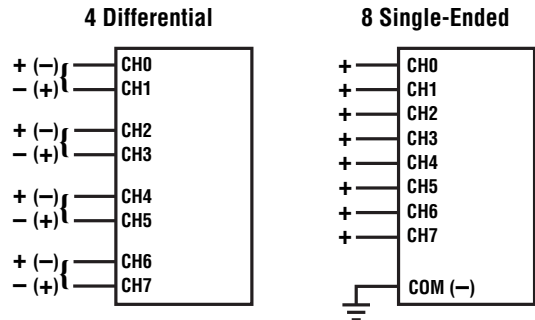 4 Differential
+ (–) { CH0
– (+) CH1
+ (–) { CH2
– (+) CH3
+ (–) { CH4
– (+) CH5
+ (–) { CH6
– (+) CH7
8 Single-Ended
+ CH0
+ CH1
+ CH2
+ CH3
+ CH4
+ CH5
+ CH6
+ CH7
COM (–)